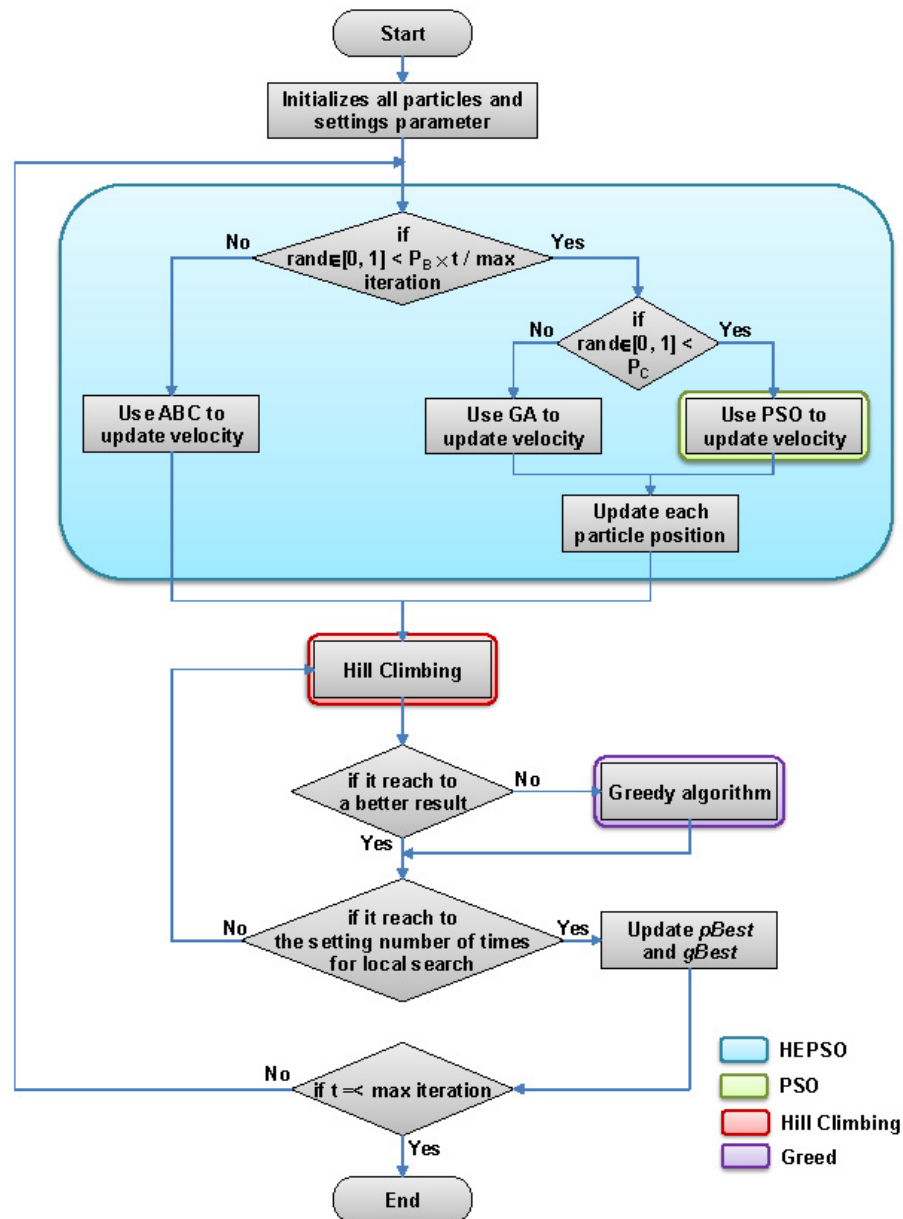 Start
Initializes all particles and
settings parameter
if
rand∈[0, 1] < P_B × t / max
iteration
No
Yes
if
rand∈[0, 1] <
P_C
No
Yes
Use ABC to
update velocity
Use GA to
update velocity
Use PSO to
update velocity
Update each
particle position
Hill Climbing
if it reach to
a better result
No
Yes
Greedy algorithm
if it reach to
the setting number of times
for local search
No
Yes
Update pBest
and gBest
if t =< max iteration
No
Yes
End
HEPSO
PSO
Hill Climbing
Greed